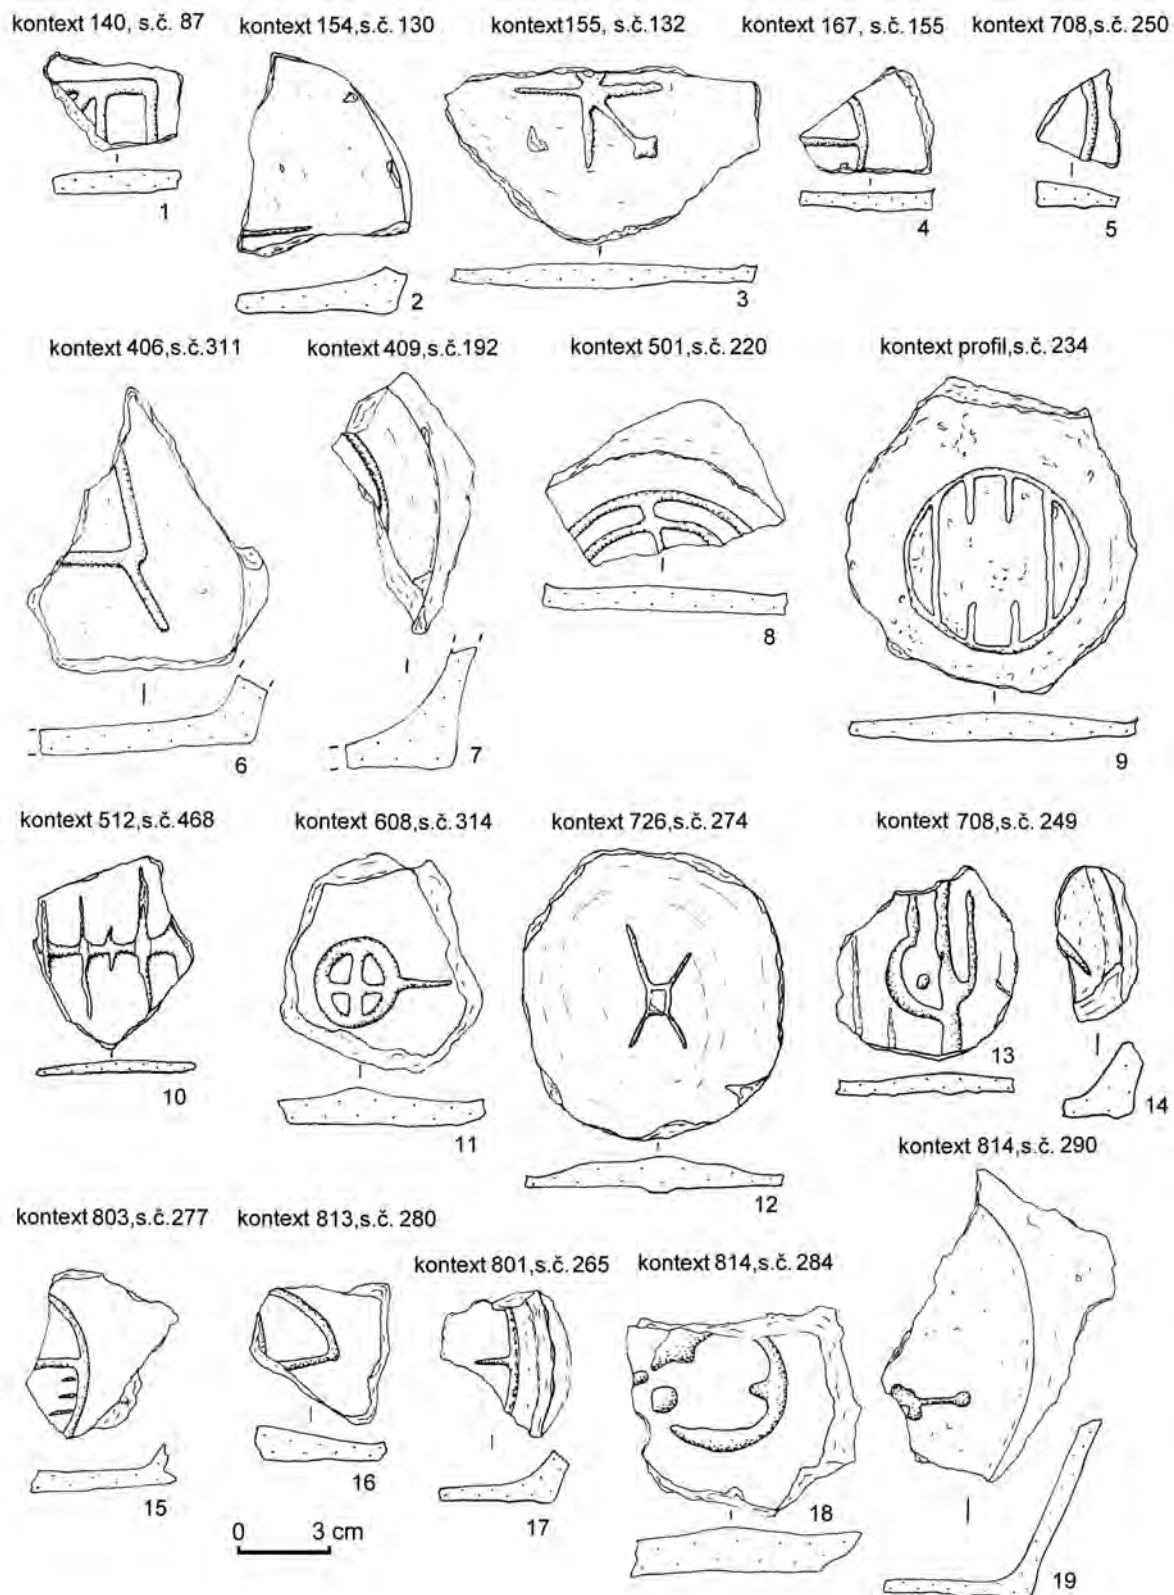 kontext 140, s.č. 87
kontext 154,s.č. 130
kontext155, s.č.132
kontext 167, s.č. 155
kontext 708,s.č. 250
1
2
3
4
5
kontext 406,s.č.311
kontext 409,s.č.192
kontext 501,s.č. 220
kontext profil,s.č. 234
6
7
8
9
kontext 512,s.č.468
kontext 608,s.č. 314
kontext 726,s.č. 274
kontext 708,s.č. 249
10
11
12
13
14
kontext 814,s.č. 290
kontext 803,s.č.277
kontext 813,s.č. 280
kontext 801,s.č.265
kontext 814,s.č. 284
15
16
17
18
19
0 3 cm